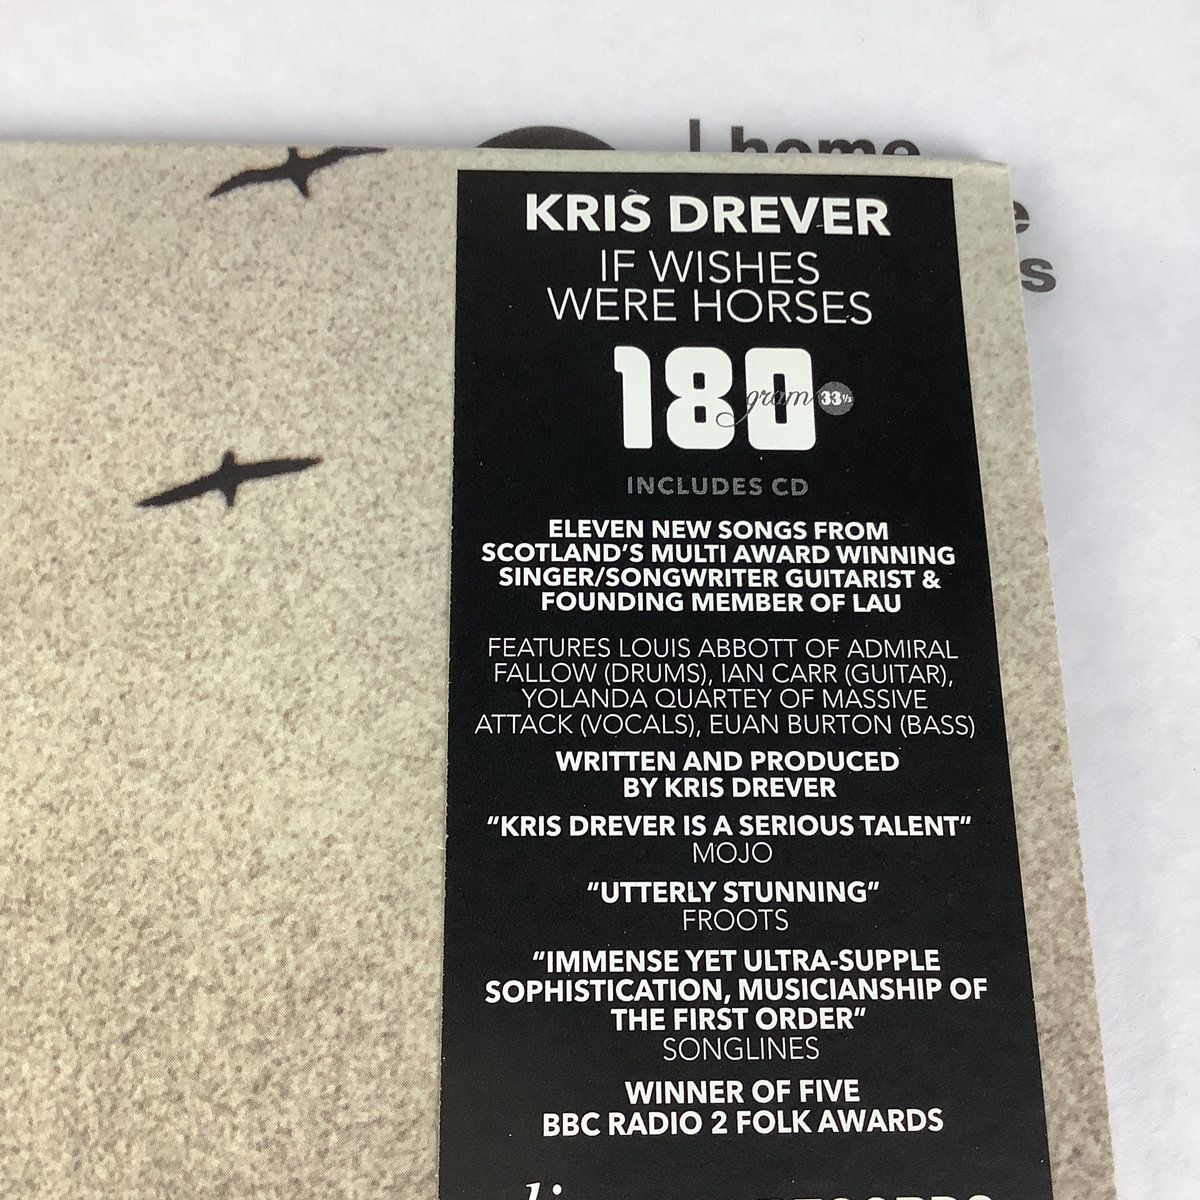 home
KRIS DREVER
IF WISHES
WERE HORSES
180
gram 33⅓
INCLUDES CD
ELEVEN NEW SONGS FROM
SCOTLAND'S MULTI AWARD WINNING
SINGER/SONGWRITER GUITARIST &
FOUNDING MEMBER OF LAU
FEATURES LOUIS ABBOTT OF ADMIRAL
FALLOW (DRUMS), IAN CARR (GUITAR),
YOLANDA QUARTEY OF MASSIVE
ATTACK (VOCALS), EUAN BURTON (BASS)
WRITTEN AND PRODUCED
BY KRIS DREVER
"KRIS DREVER IS A SERIOUS TALENT"
MOJO
"UTTERLY STUNNING"
FROOTS
"IMMENSE YET ULTRA-SUPPLE
SOPHISTICATION, MUSICIANSHIP OF
THE FIRST ORDER"
SONGLINES
WINNER OF FIVE
BBC RADIO 2 FOLK AWARDS